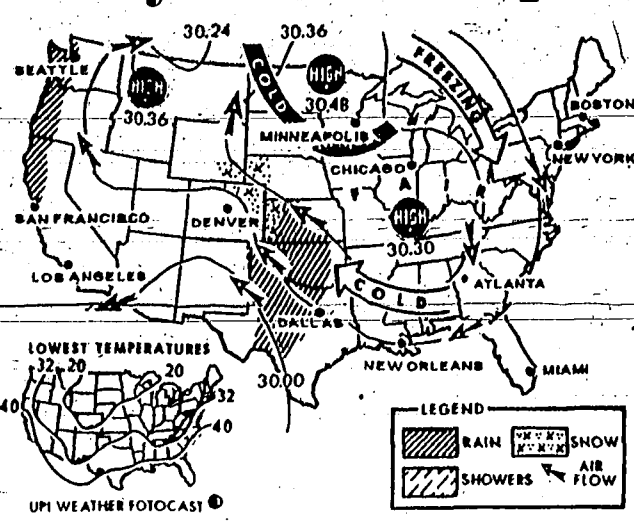 30.24
30.36
SEATTLE
HIGH
30.36
COLD
HIGH
30.48
FREEZING
MINNEAPOLIS
BOSTON
NEW YORK
CHICAGO
SAN FRANCISCO
DENVER
HIGH
30.30
LOS ANGELES
COLD
ATLANTA
DALLAS
NEW ORLEANS
MIAMI
30.00
LOWEST TEMPERATURES
32 20
20
32
40
40
UPI WEATHER FOTOCAST
LEGEND
RAIN
SNOW
SHOWERS
AIR
FLOW